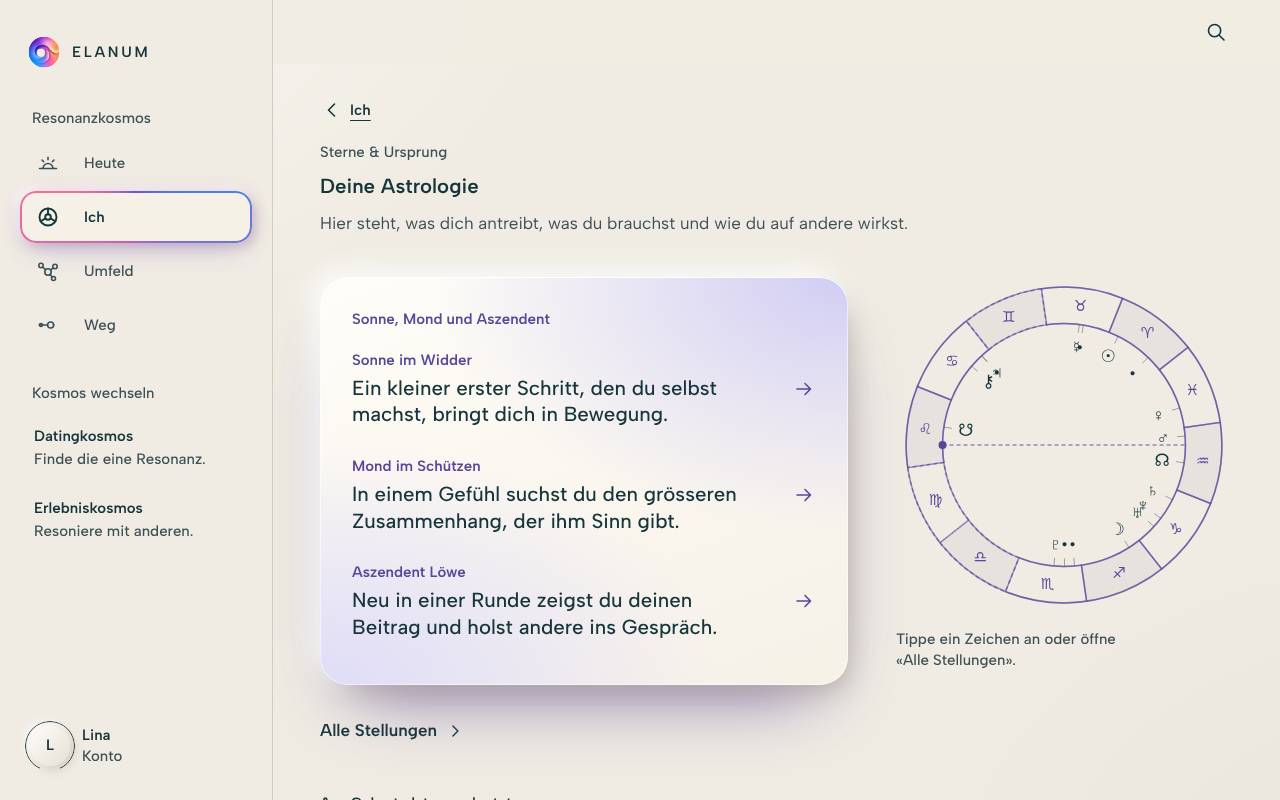 ELANUM
Resonanzkosmos
Heute
Ich
Umfeld
Weg
Kosmos wechseln
Datingkosmos
Finde die eine Resonanz.
Erlebniskosmos
Resoniere mit anderen.
L
Lina
Konto
Ich
Sterne & Ursprung
Deine Astrologie
Hier steht, was dich antreibt, was du brauchst und wie du auf andere wirkst.
Sonne, Mond und Aszendent
Sonne im Widder
Ein kleiner erster Schritt, den du selbst
machst, bringt dich in Bewegung.
Mond im Schützen
In einem Gefühl suchst du den grösseren
Zusammenhang, der ihm Sinn gibt.
Aszendent Löwe
Neu in einer Runde zeigst du deinen
Beitrag und holst andere ins Gespräch.
Tippe ein Zeichen an oder öffne
«Alle Stellungen».
Alle Stellungen